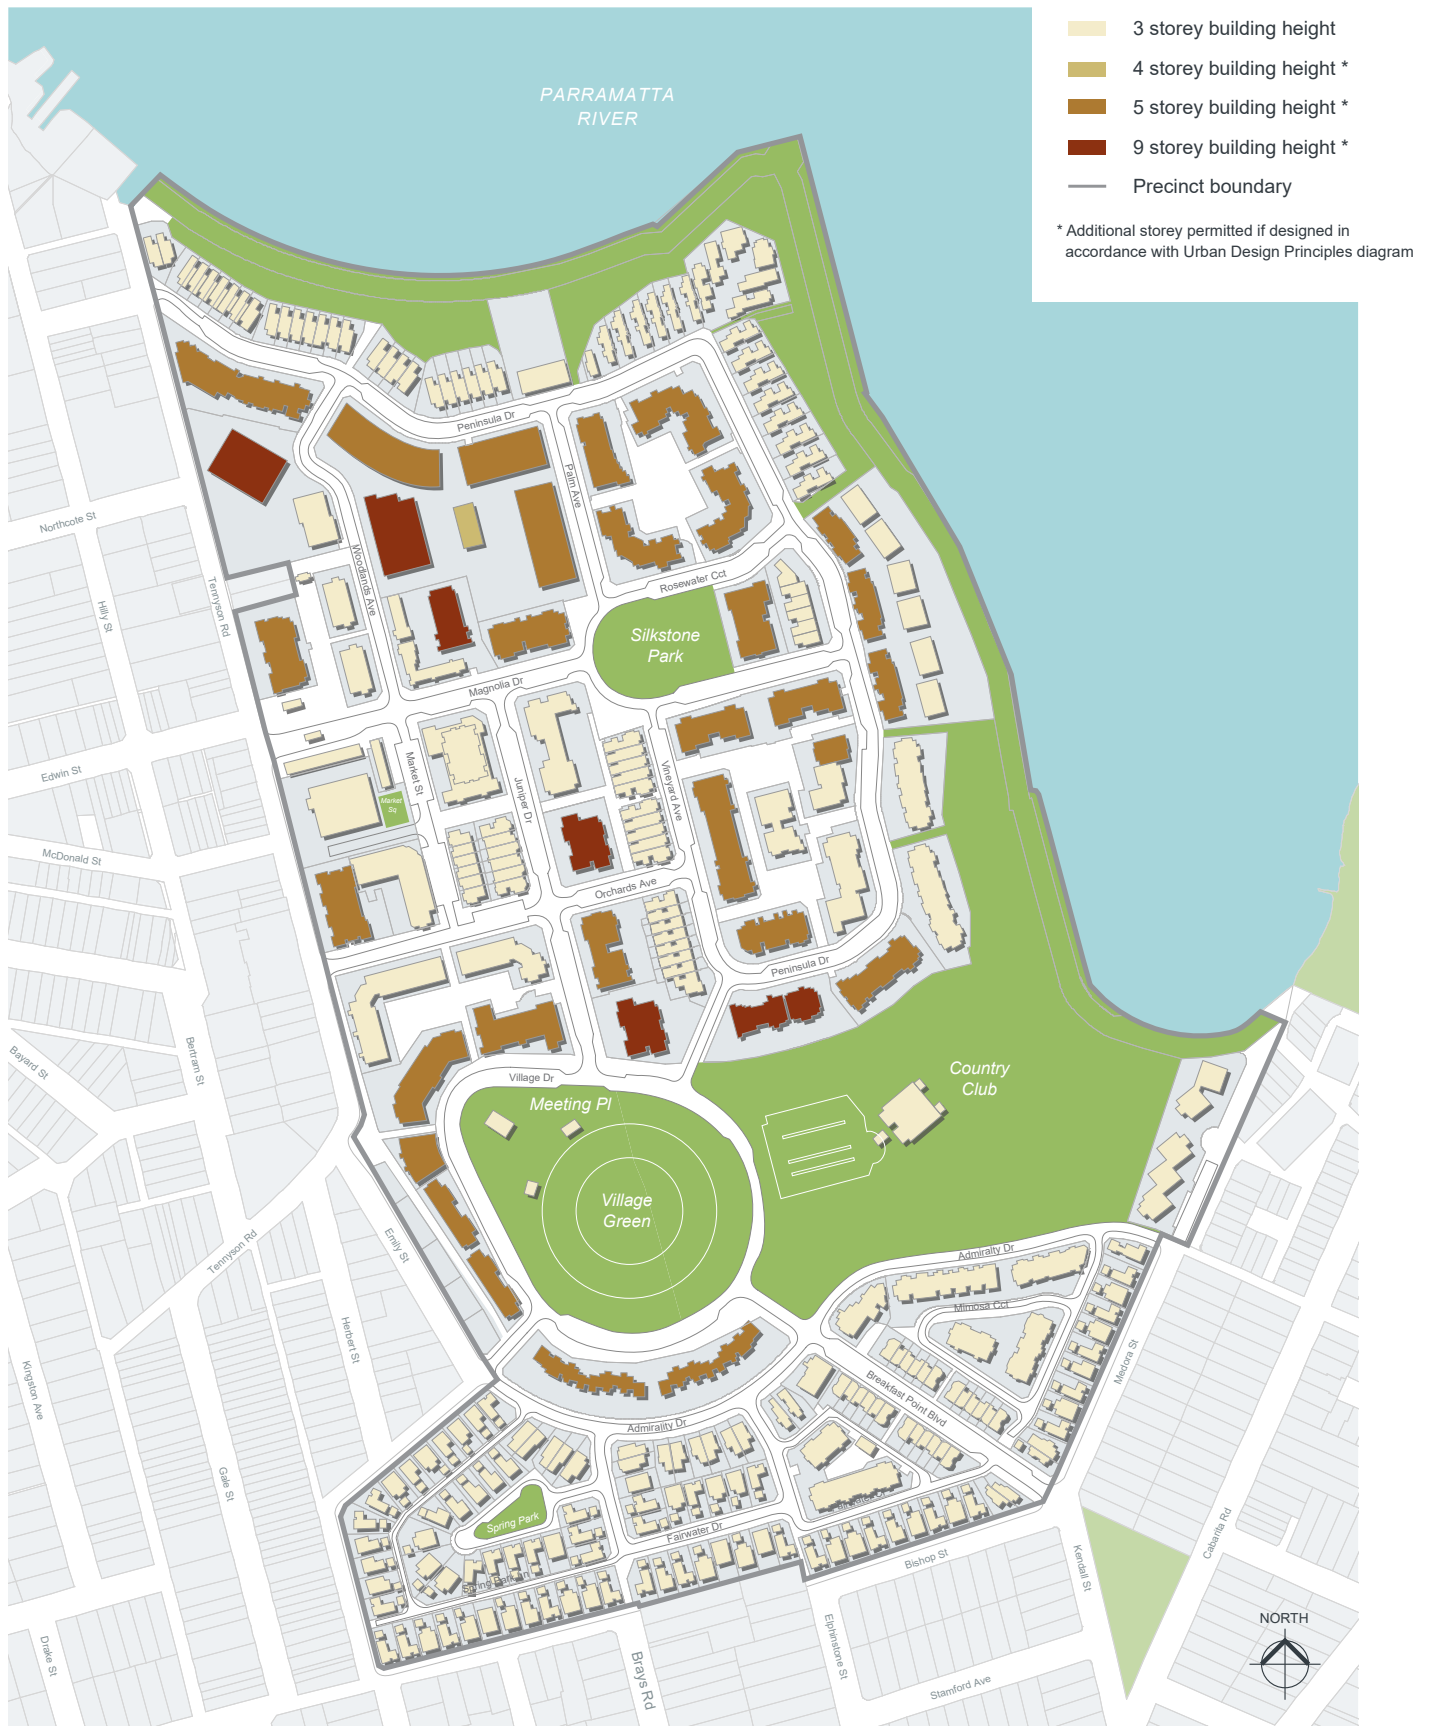 3 storey building height
4 storey building height *
5 storey building height *
9 storey building height *
Precinct boundary
* Additional storey permitted if designed in
accordance with Urban Design Principles diagram
PARRAMATTA
RIVER
Peninsula Dr
Palm Ave
Northcote St
Woodlands Ave
Rosewater Cct
Hilly St
Tennyson Rd
Silkstone
Park
Magnolia Dr
Edwin St
Market St
Juniper Dr
Vineyard Ave
Market
Sq
McDonald St
Orchards Ave
Peninsula Dr
Bayard St
Bertram St
Village Dr
Meeting Pl
Country
Club
Village
Green
Tennyson Rd
Emily St
Admiralty Dr
Mimosa Cct
Herbert St
Kingston Ave
Medora St
Breakfast Point Blvd
Admirality Dr
Gale St
Spring Park
Fairwater Dr
Cabarita Rd
Bishop St
Kendall St
Spring Park Ln
NORTH
Drake St
Brays Rd
Elphinstone St
Stamford Ave